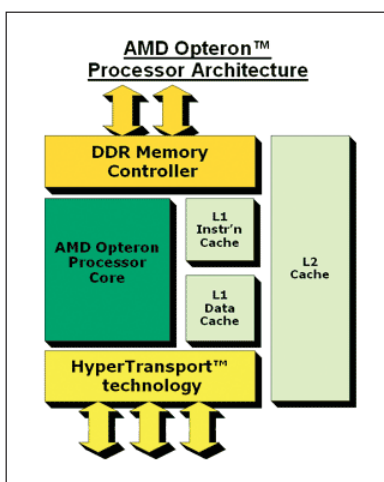 AMD Opteron™
Processor Architecture
DDR Memory
Controller
AMD Opteron
Processor
Core
L1
Instr'n
Cache
L1
Data
Cache
L2
Cache
HyperTransport™
technology